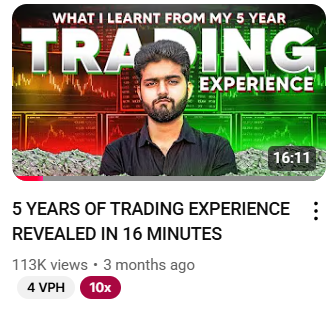 WHAT I LEARNT FROM MY 5 YEAR
TRADING
EXPERIENCE
16:11
5 YEARS OF TRADING EXPERIENCE
REVEALED IN 16 MINUTES
113K views • 3 months ago
4 VPH 10x